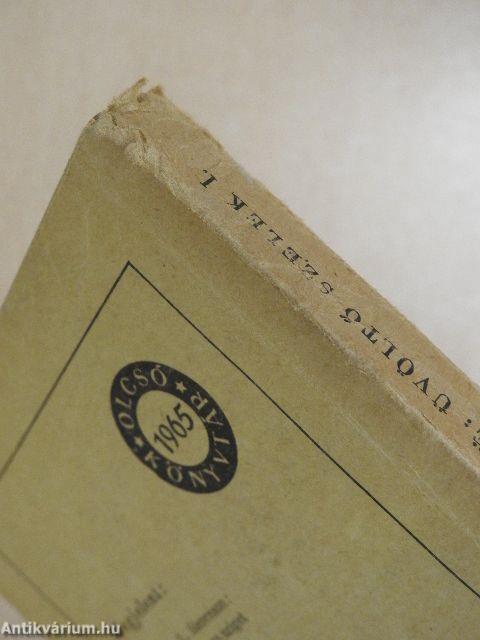 : ÜVÖLTŐ SZELEK I.
OLCSÓ
★ KÖNYVTÁR ★
1965
Antikvárium.hu